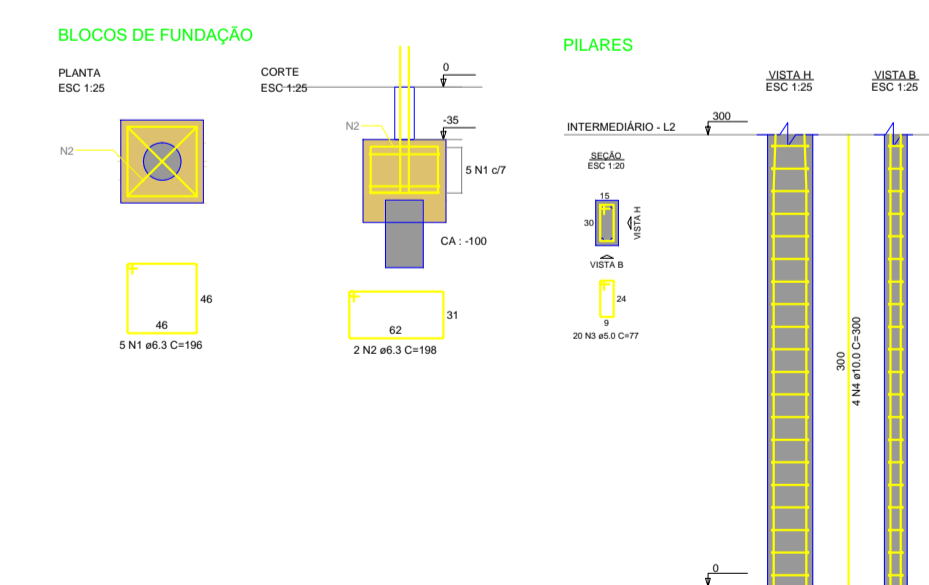 BLOCOS DE FUNDAÇÃO
PLANTA
ESC 1:25
N2
46
46
5 N1 ø6.3 C=196
CORTE
ESC 1:25
0
-35
N2
5 N1 c/7
CA : -100
31
62
2 N2 ø6.3 C=198
PILARES
INTERMEDIÁRIO - L2
300
SEÇÃO
ESC 1:20
15
30
VISTA H
VISTA B
24
9
20 N3 ø5.0 C=77
VISTA H
ESC 1:25
300
4 N4 ø10.0 C=300
VISTA B
ESC 1:25
0